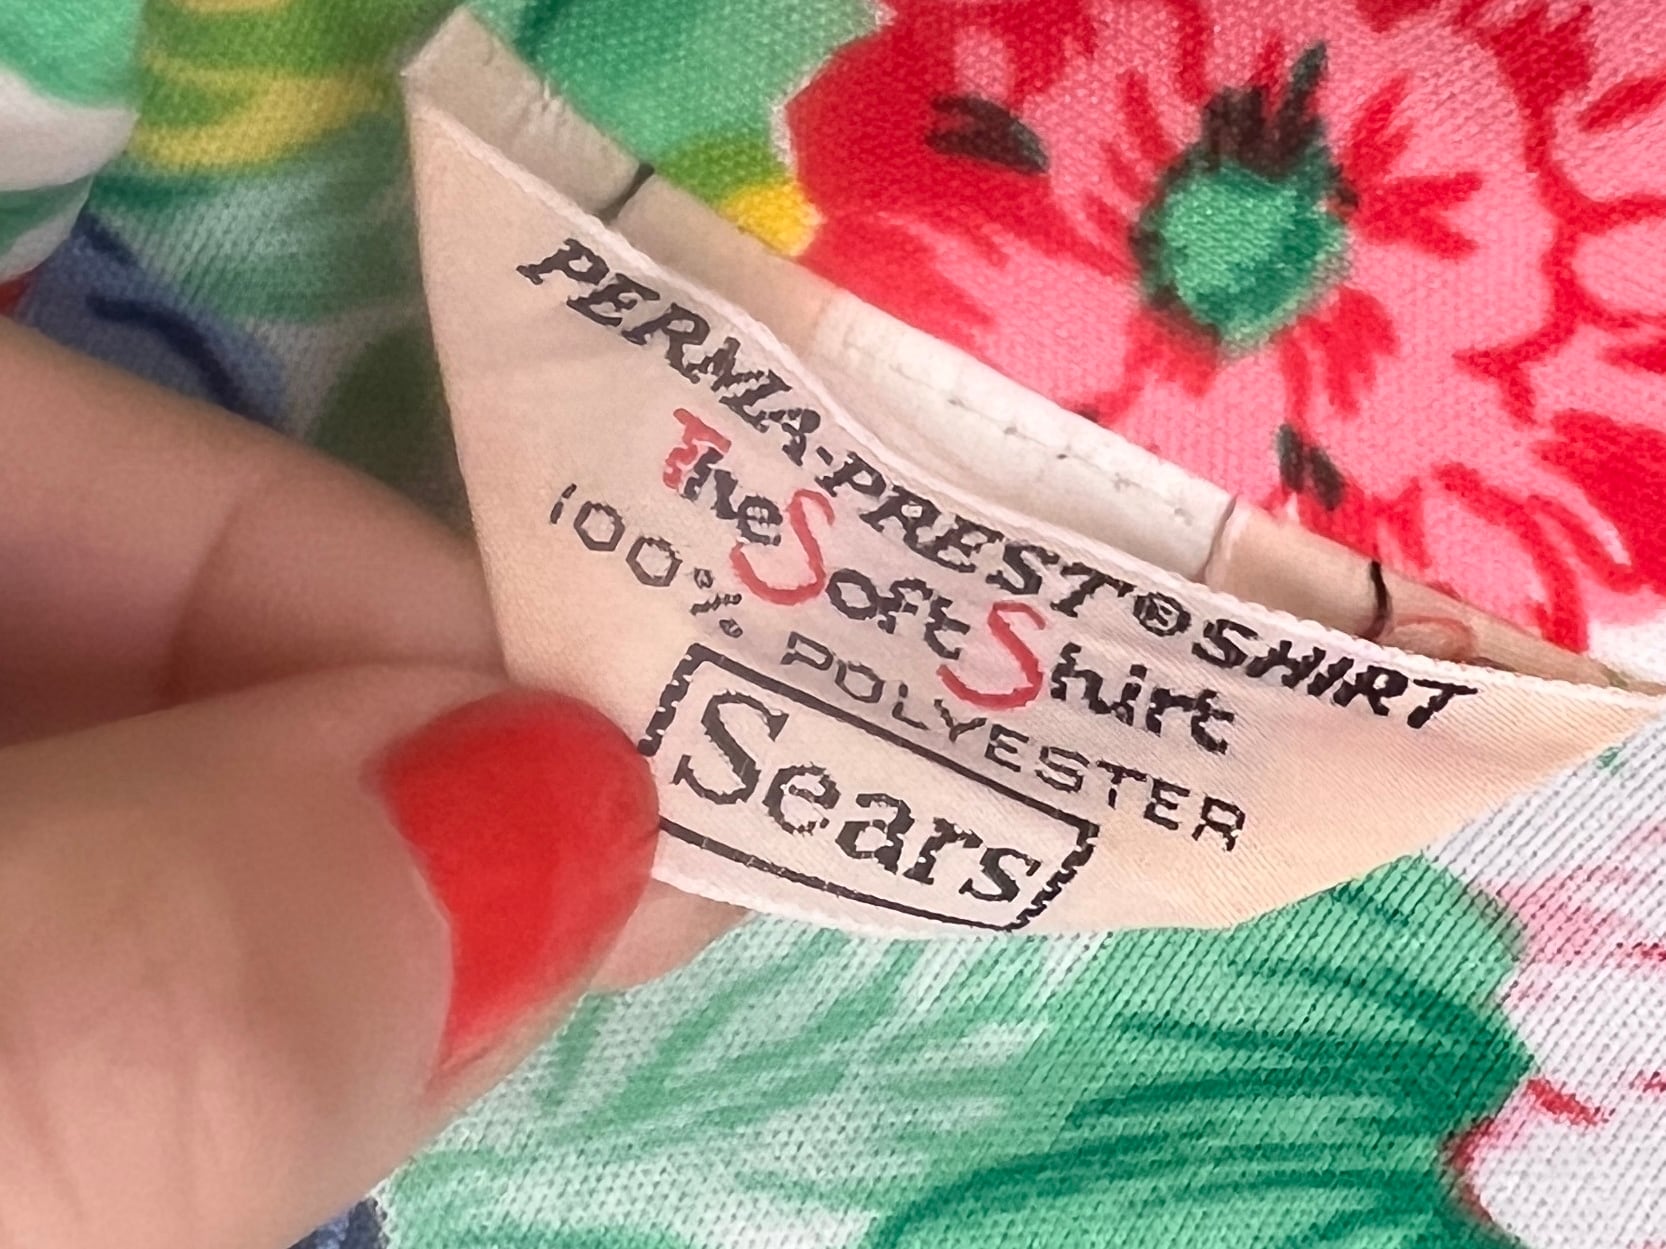 PERMA-PREST® SHIRT
The Soft Shirt
100% POLYESTER
Sears